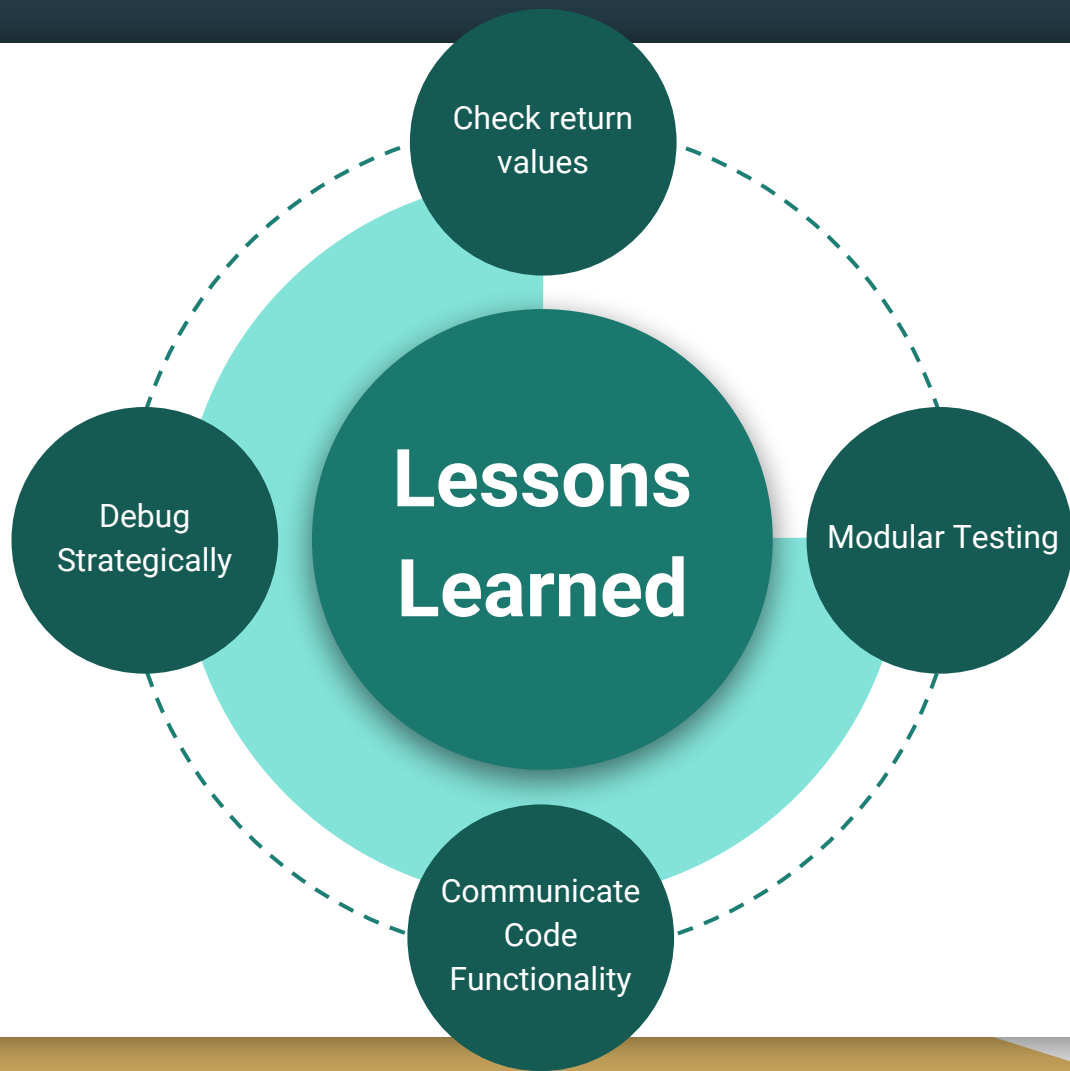 Check return
values
Lessons
Learned
Debug
Strategically
Modular Testing
Communicate
Code
Functionality